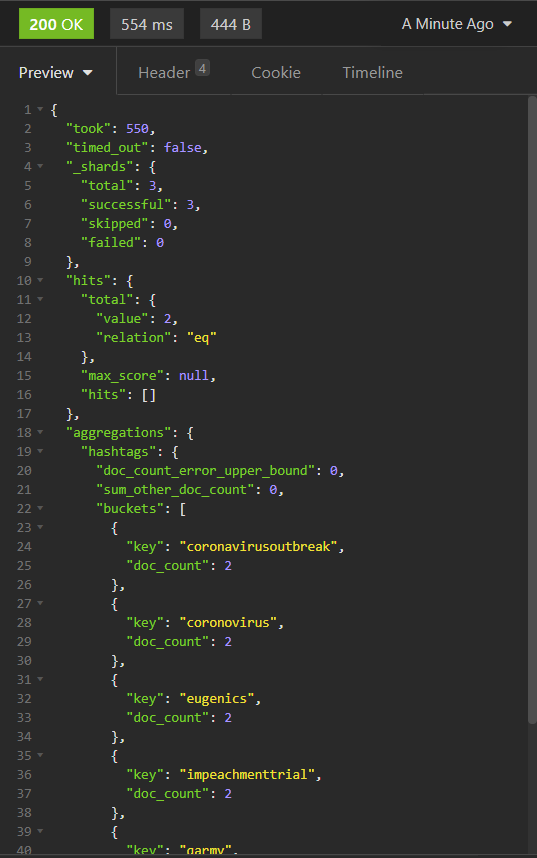 200 OK 554 ms 444 B A Minute Ago
Preview Header 4 Cookie Timeline
1 {
2 "took": 550,
3 "timed_out": false,
4 "_shards": {
5 "total": 3,
6 "successful": 3,
7 "skipped": 0,
8 "failed": 0
9 },
10 "hits": {
11 "total": {
12 "value": 2,
13 "relation": "eq"
14 },
15 "max_score": null,
16 "hits": []
17 },
18 "aggregations": {
19 "hashtags": {
20 "doc_count_error_upper_bound": 0,
21 "sum_other_doc_count": 0,
22 "buckets": [
23 {
24 "key": "coronavirusoutbreak",
25 "doc_count": 2
26 },
27 {
28 "key": "coronovirus",
29 "doc_count": 2
30 },
31 {
32 "key": "eugenics",
33 "doc_count": 2
34 },
35 {
36 "key": "impeachmenttrial",
37 "doc_count": 2
38 },
39 {
40 "key": "qarmy",